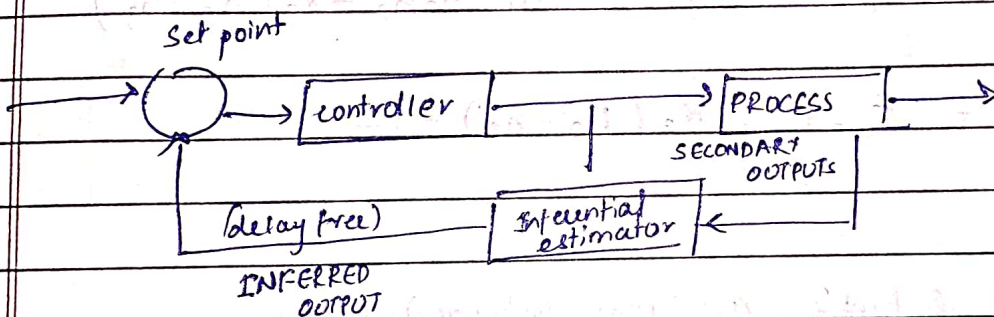 Set point
controller
PROCESS
SECONDARY
OUTPUTS
(delay free)
Inferential
estimator
INFERRED
OUTPUT